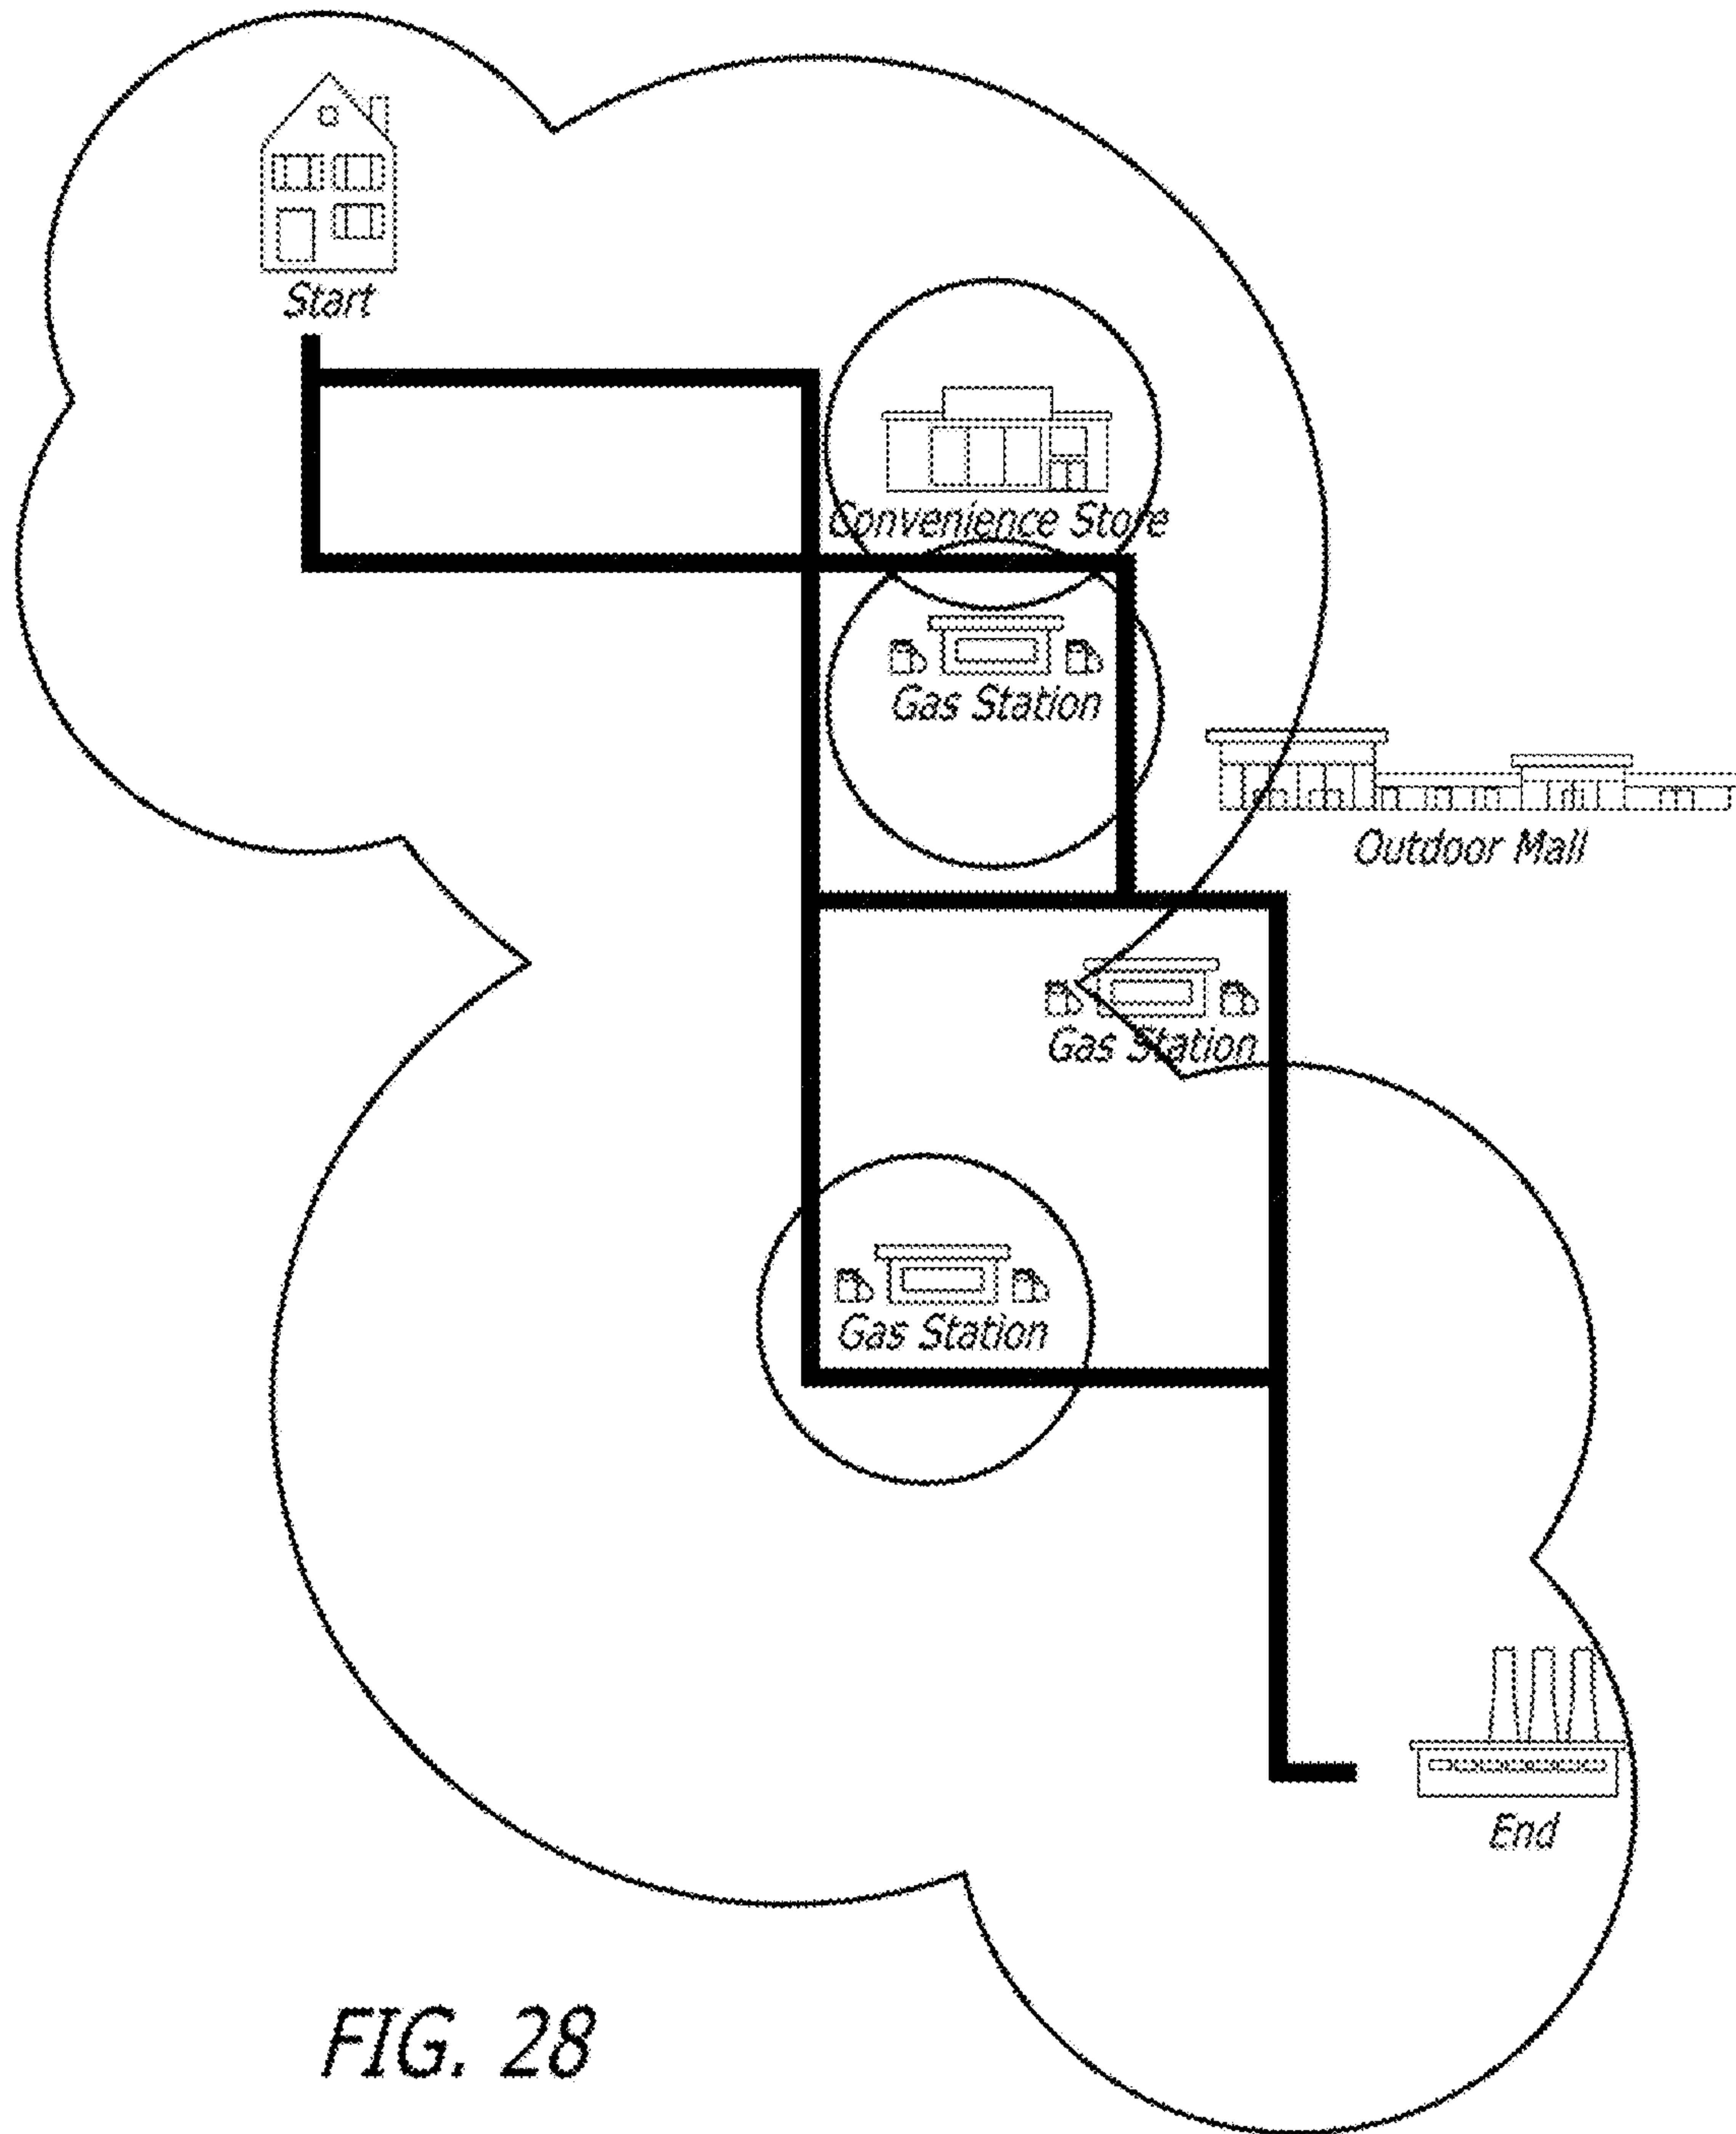 Start
Convenience Store
Gas Station
Outdoor Mall
Gas Station
Gas Station
End
FIG. 28